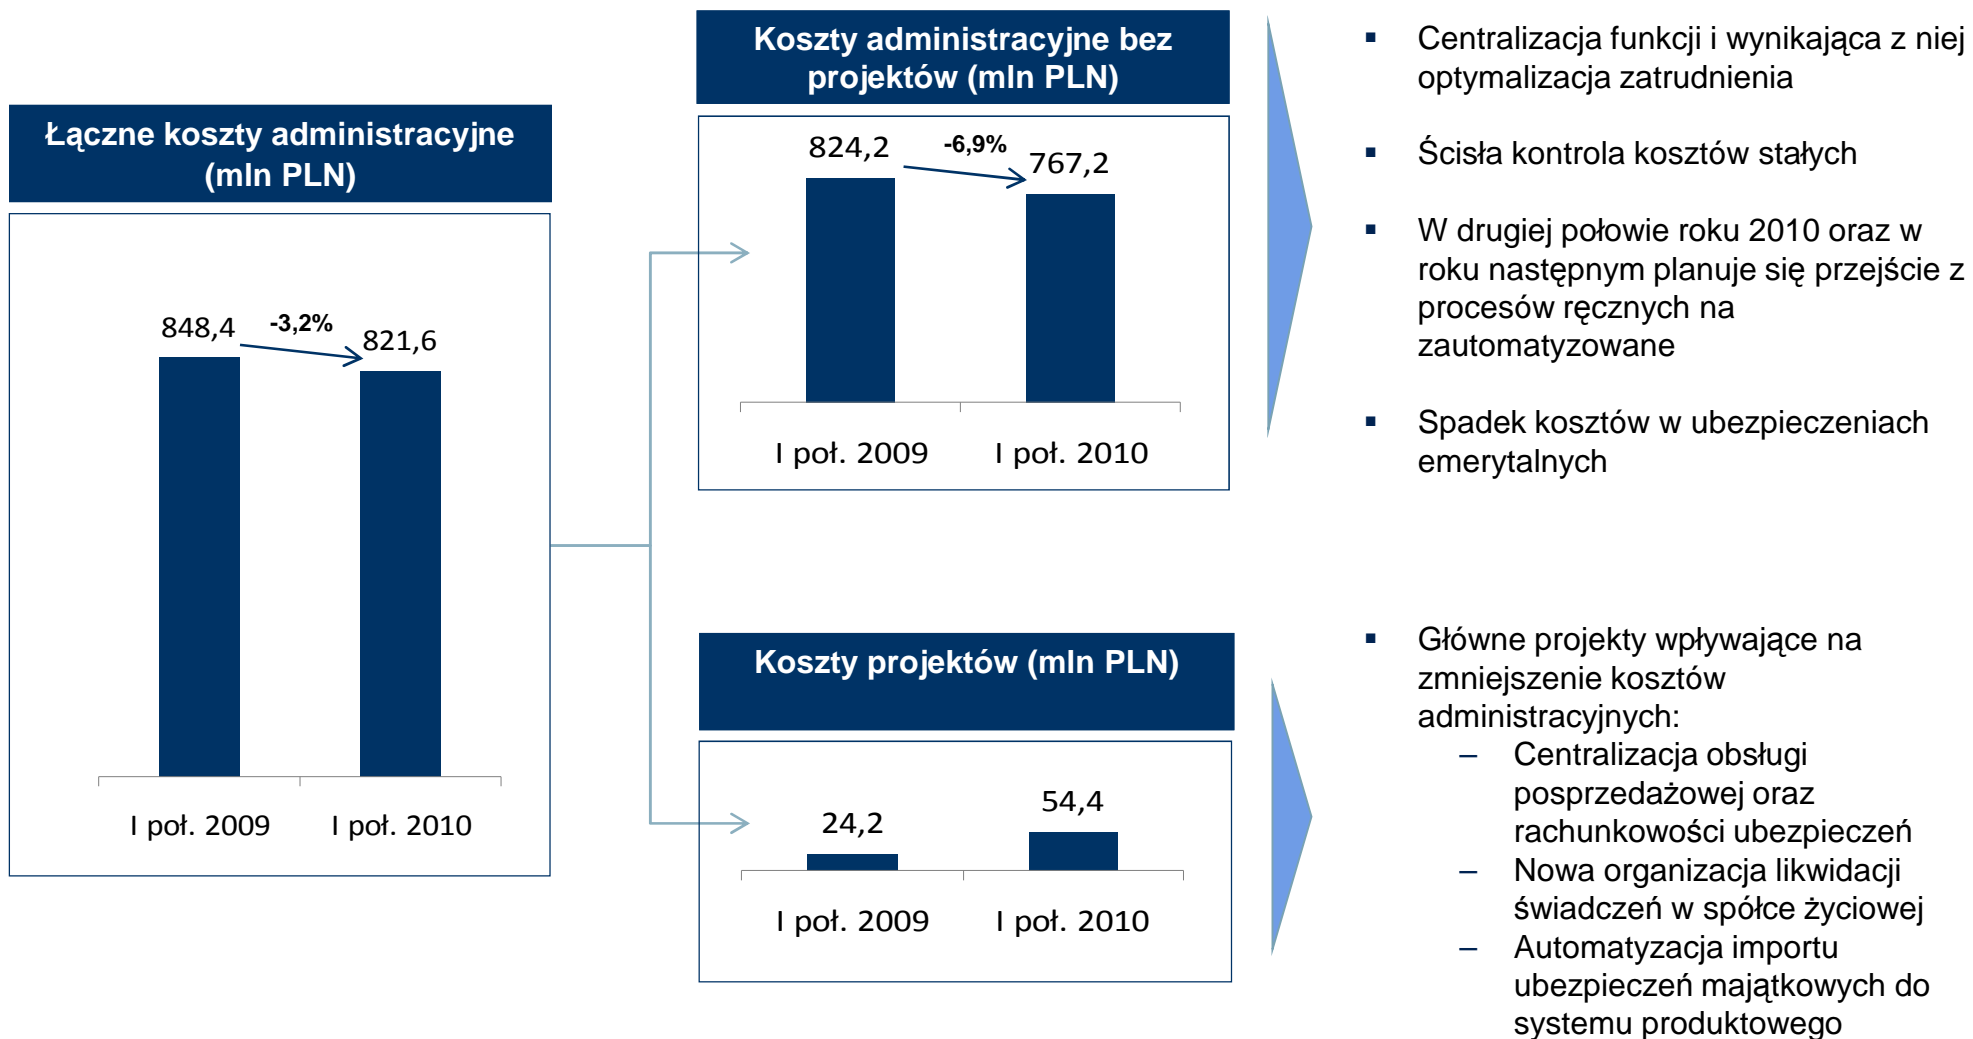 Łączne koszty administracyjne
(mln PLN)
848,4
-3,2%
821,6
I poł. 2009
I poł. 2010
Koszty administracyjne bez
projektów (mln PLN)
824,2
-6,9%
767,2
I poł. 2009
I poł. 2010
Koszty projektów (mln PLN)
24,2
54,4
I poł. 2009
I poł. 2010
▪ Centralizacja funkcji i wynikająca z niej
optymalizacja zatrudnienia
▪ Ścisła kontrola kosztów stałych
▪ W drugiej połowie roku 2010 oraz w
roku następnym planuje się przejście z
procesów ręcznych na
zautomatyzowane
▪ Spadek kosztów w ubezpieczeniach
emerytalnych
▪ Główne projekty wpływające na
zmniejszenie kosztów
administracyjnych:
– Centralizacja obsługi
posprzedażowej oraz
rachunkowości ubezpieczeń
– Nowa organizacja likwidacji
świadczeń w spółce życiowej
– Automatyzacja importu
ubezpieczeń majątkowych do
systemu produktowego